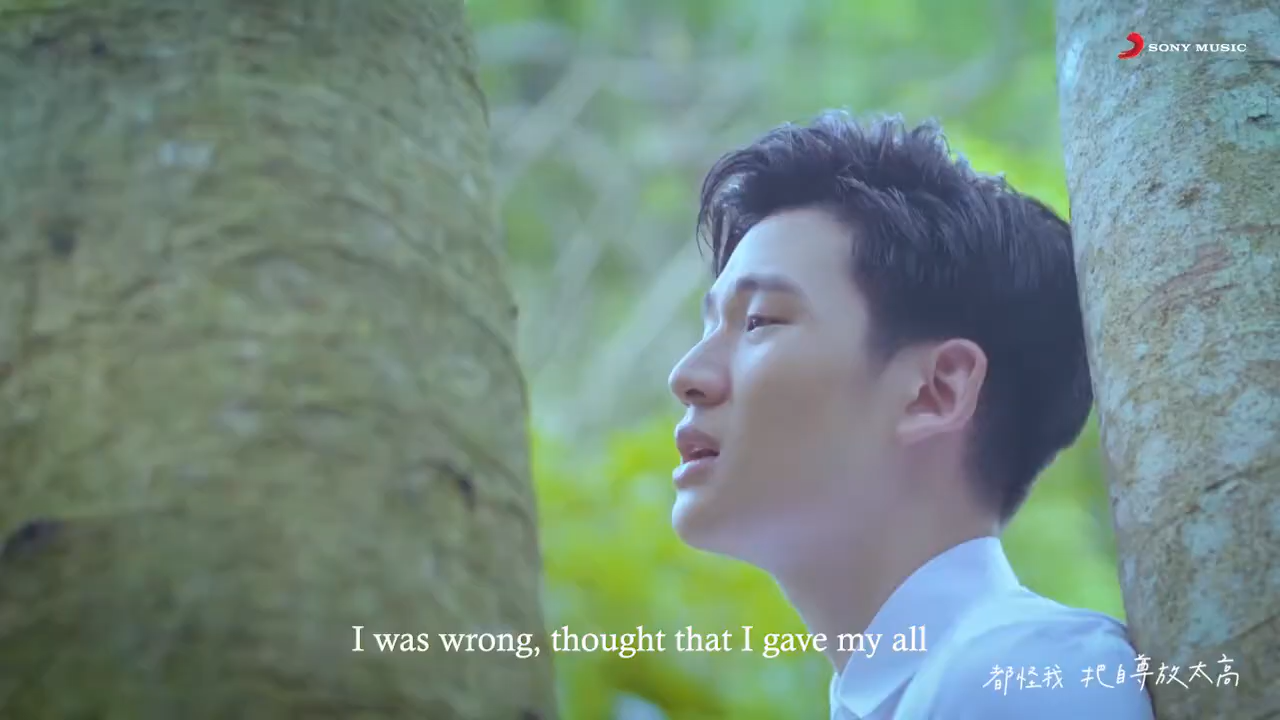 SONY MUSIC
I was wrong, thought that I gave my all
都怪我 把自尊放太高